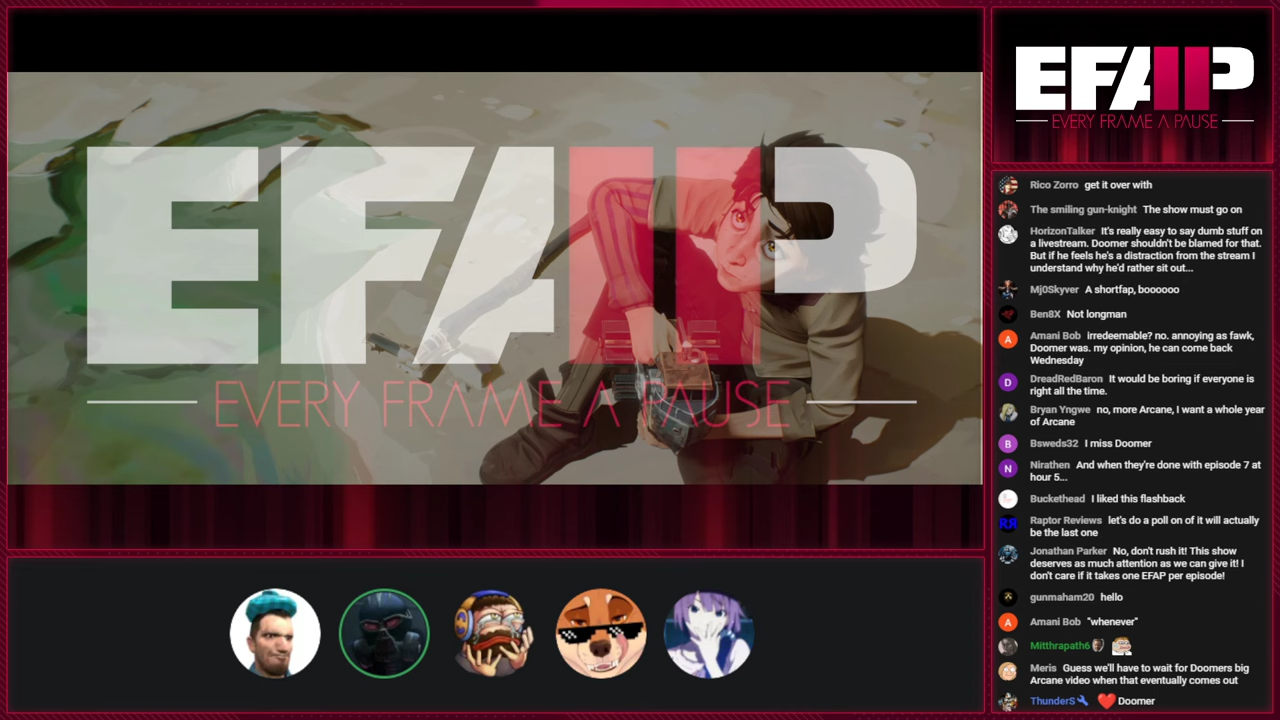 EFAP
EVERY FRAME A PAUSE
EFAP
EVERY FRAME A PAUSE
Rico Zorro get it over with
The smiling gun-knight The show must go on
HorizonTalker It's really easy to say dumb stuff on
a livestream. Doomer shouldn't be blamed for that.
But if he feels he's a distraction from the stream I
understand why he'd rather sit out...
Mj0Skyver A shortfap, boooooo
Ben8X Not longman
A
Amani Bob irredeemable? no. annoying as fawk,
Doomer was. my opinion, he can come back
Wednesday
D
DreadRedBaron It would be boring if everyone is
right all the time.
Bryan Yngwe no, more Arcane, I want a whole year
of Arcane
B
Bsweds32 I miss Doomer
N
Nirathen And when they're done with episode 7 at
hour 5...
Buckethead I liked this flashback
Raptor Reviews let's do a poll on of it will actually
be the last one
Jonathan Parker No, don't rush it! This show
deserves as much attention as we can give it! I
don't care if it takes one EFAP per episode!
gunmaham20 hello
A
Amani Bob "whenever"
Mitthrapath6
Meris Guess we'll have to wait for Doomers big
Arcane video when that eventually comes out
ThunderS Doomer